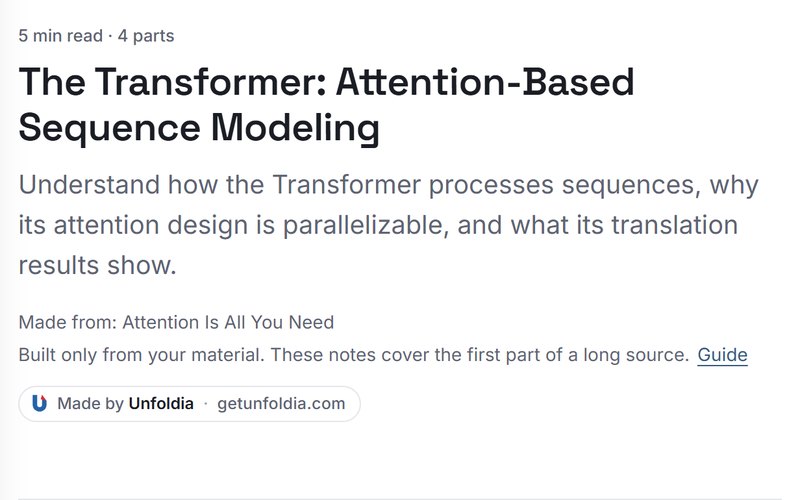 5 min read · 4 parts
The Transformer: Attention-Based
Sequence Modeling
Understand how the Transformer processes sequences, why
its attention design is parallelizable, and what its translation
results show.
Made from: Attention Is All You Need
Built only from your material. These notes cover the first part of a long source. Guide
Made by Unfoldia · getunfoldia.com